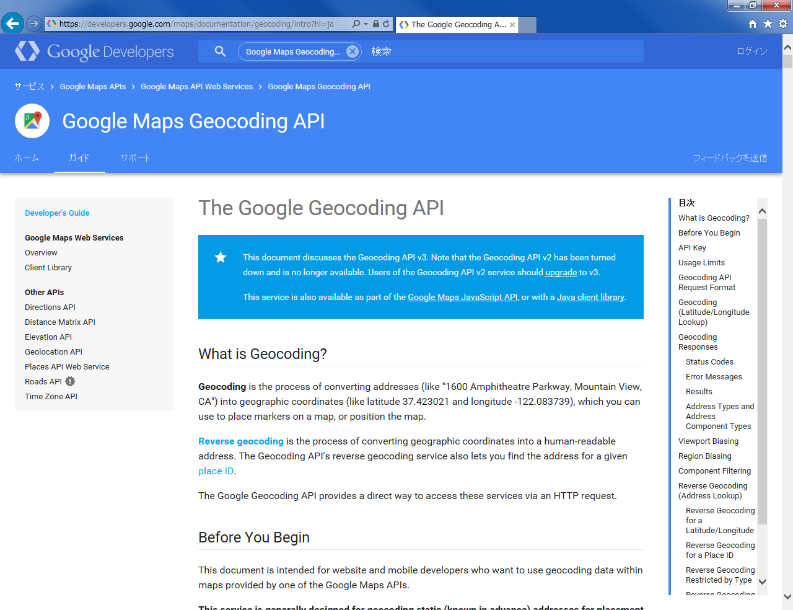 https://developers.google.com/maps/documentation/geocoding/intro?hl=ja
The Google Geocoding A...
Google Developers
Google Maps Geocoding...
検索
ログイン
サービス > Google Maps APIs > Google Maps API Web Services > Google Maps Geocoding API
Google Maps Geocoding API
ホーム ガイド サポート
フィードバックを送信
Developer's Guide
Google Maps Web Services
Overview
Client Library
Other APIs
Directions API
Distance Matrix API
Elevation API
Geolocation API
Places API Web Service
Roads API
Time Zone API
The Google Geocoding API
This document discusses the Geocoding API v3. Note that the Geocoding API v2 has been turned
down and is no longer available. Users of the Geocoding API v2 service should upgrade to v3.
This service is also available as part of the Google Maps JavaScript API, or with a Java client library.
What is Geocoding?
Geocoding is the process of converting addresses (like "1600 Amphitheatre Parkway, Mountain View,
CA") into geographic coordinates (like latitude 37.423021 and longitude -122.083739), which you can
use to place markers on a map, or position the map.
Reverse geocoding is the process of converting geographic coordinates into a human-readable
address. The Geocoding API's reverse geocoding service also lets you find the address for a given
place ID.
The Google Geocoding API provides a direct way to access these services via an HTTP request.
Before You Begin
This document is intended for website and mobile developers who want to use geocoding data within
maps provided by one of the Google Maps APIs.
This service is generally designed for geocoding static (known in advance) addresses for placement
目次
What is Geocoding?
Before You Begin
API Key
Usage Limits
Geocoding API
Request Format
Geocoding
(Latitude/Longitude
Lookup)
Geocoding
Responses
Status Codes
Error Messages
Results
Address Types and
Address
Component Types
Viewport Biasing
Region Biasing
Component Filtering
Reverse Geocoding
(Address Lookup)
Reverse Geocoding
for a
Latitude/Longitude
Reverse Geocoding
for a Place ID
Reverse Geocoding
Restricted by Type
Reverse Geocoding